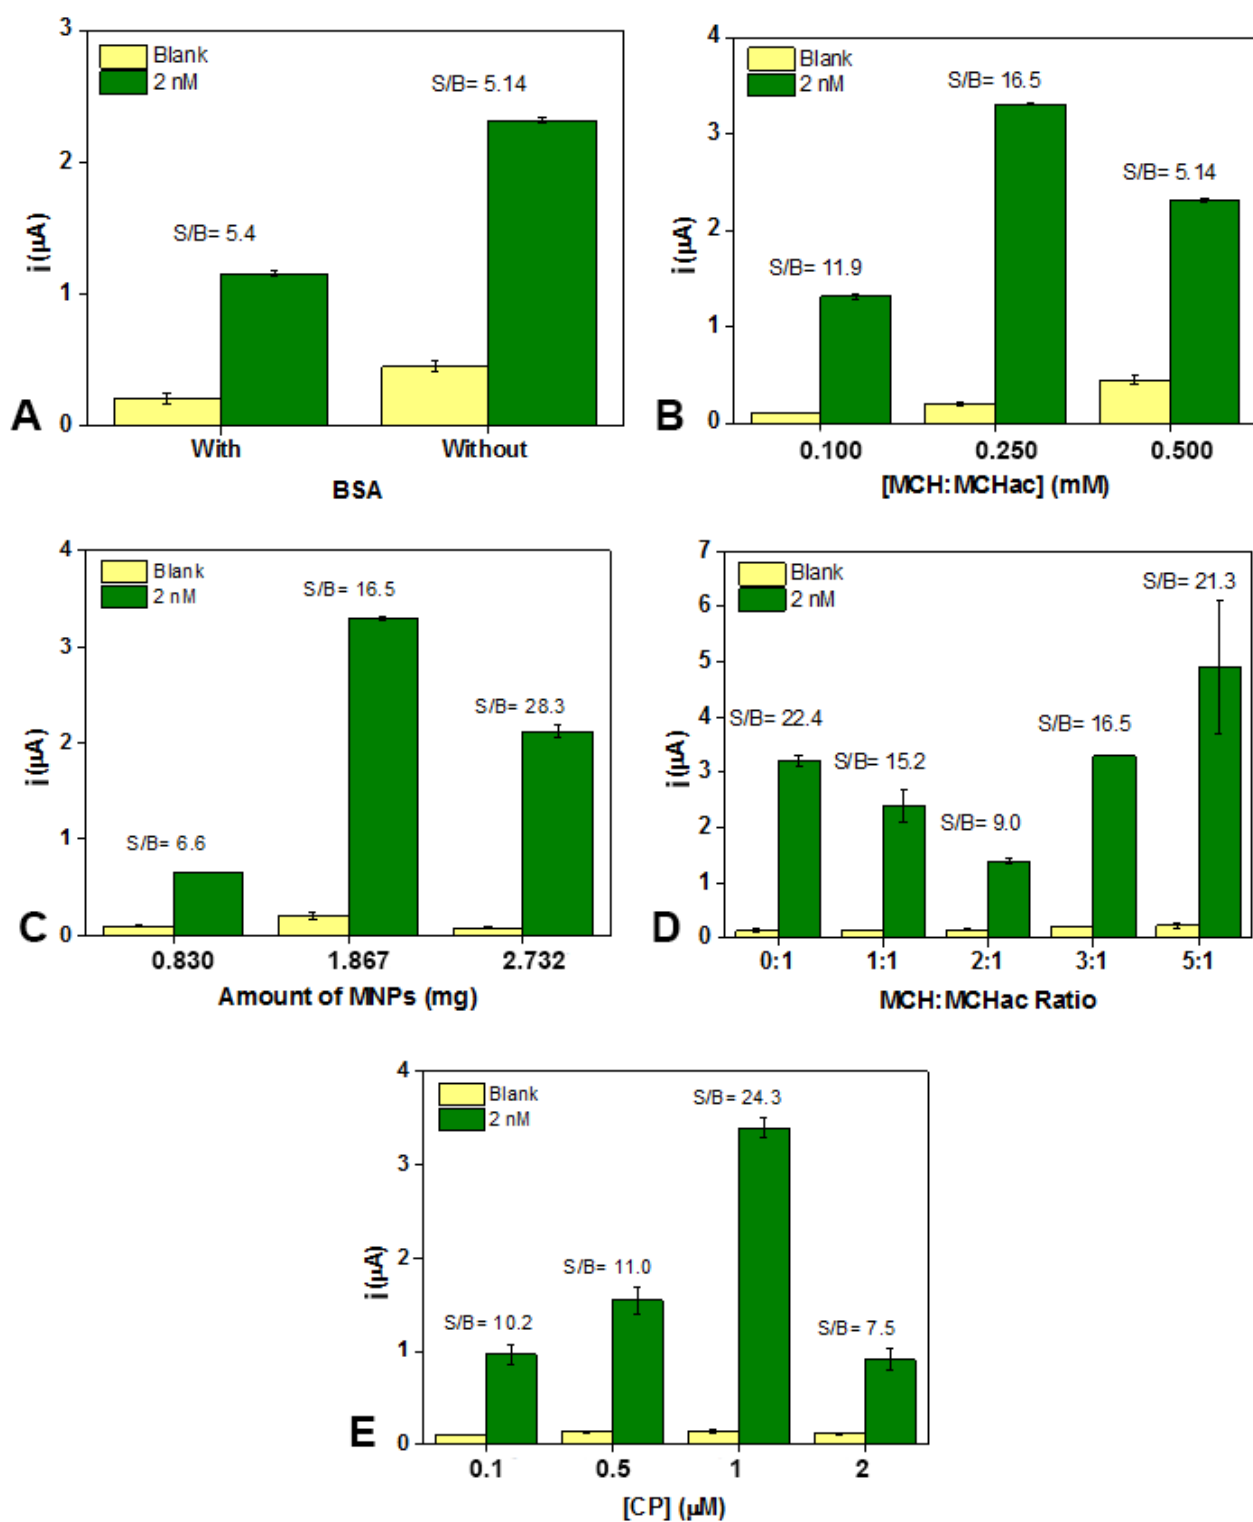 3
Blank
2 nM
S/B= 5.14
2
S/B= 5.4
i (µA)
1
0
A
With
Without
BSA
4
Blank
2 nM
S/B= 16.5
3
S/B= 5.14
2
i (µA)
S/B= 11.9
1
0
B
0.100
0.250
0.500
[MCH:MCHac] (mM)
4
Blank
2 nM
S/B= 16.5
3
S/B= 28.3
i (µA)
2
1
S/B= 6.6
0
C
0.830
1.867
2.732
Amount of MNPs (mg)
7
Blank
2 nM
S/B= 21.3
6
5
S/B= 22.4
S/B= 16.5
4
S/B= 15.2
i (µA)
3
S/B= 9.0
2
1
0
D
0:1
1:1
2:1
3:1
5:1
MCH:MCHac Ratio
4
Blank
2 nM
S/B= 24.3
3
2
S/B= 11.0
i (µA)
S/B= 10.2
S/B= 7.5
1
0
E
0.1
0.5
1
2
[CP] (µM)